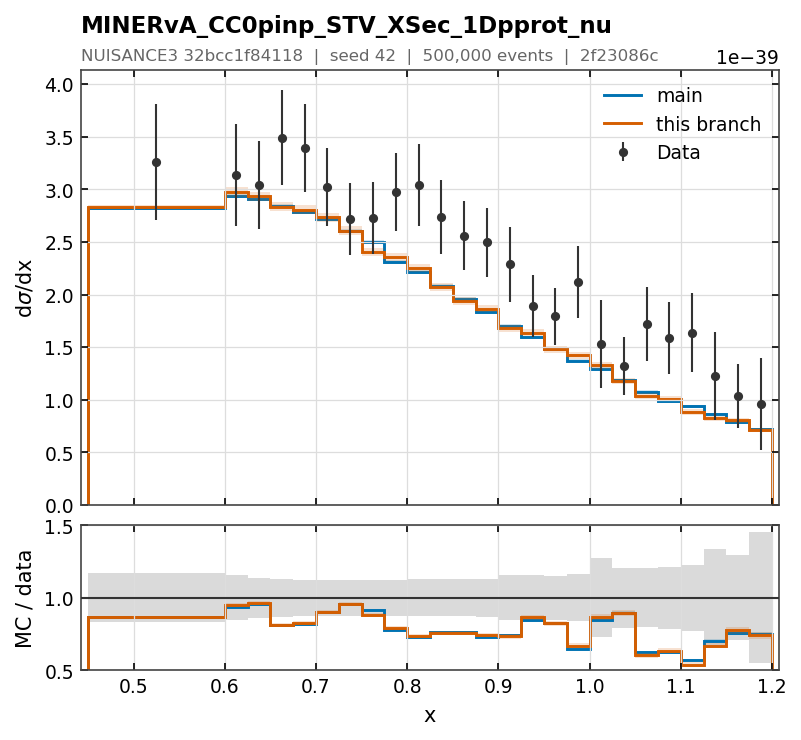 MINERvA_CC0pinp_STV_XSec_1Dpprot_nu
NUISANCE3 32bcc1f84118 | seed 42 | 500,000 events | 2f23086c
1e−39
main
this branch
Data
dσ/dx
4.0
3.5
3.0
2.5
2.0
1.5
1.0
0.5
0.0
MC / data
1.5
1.0
0.5
0.5 0.6 0.7 0.8 0.9 1.0 1.1 1.2
x